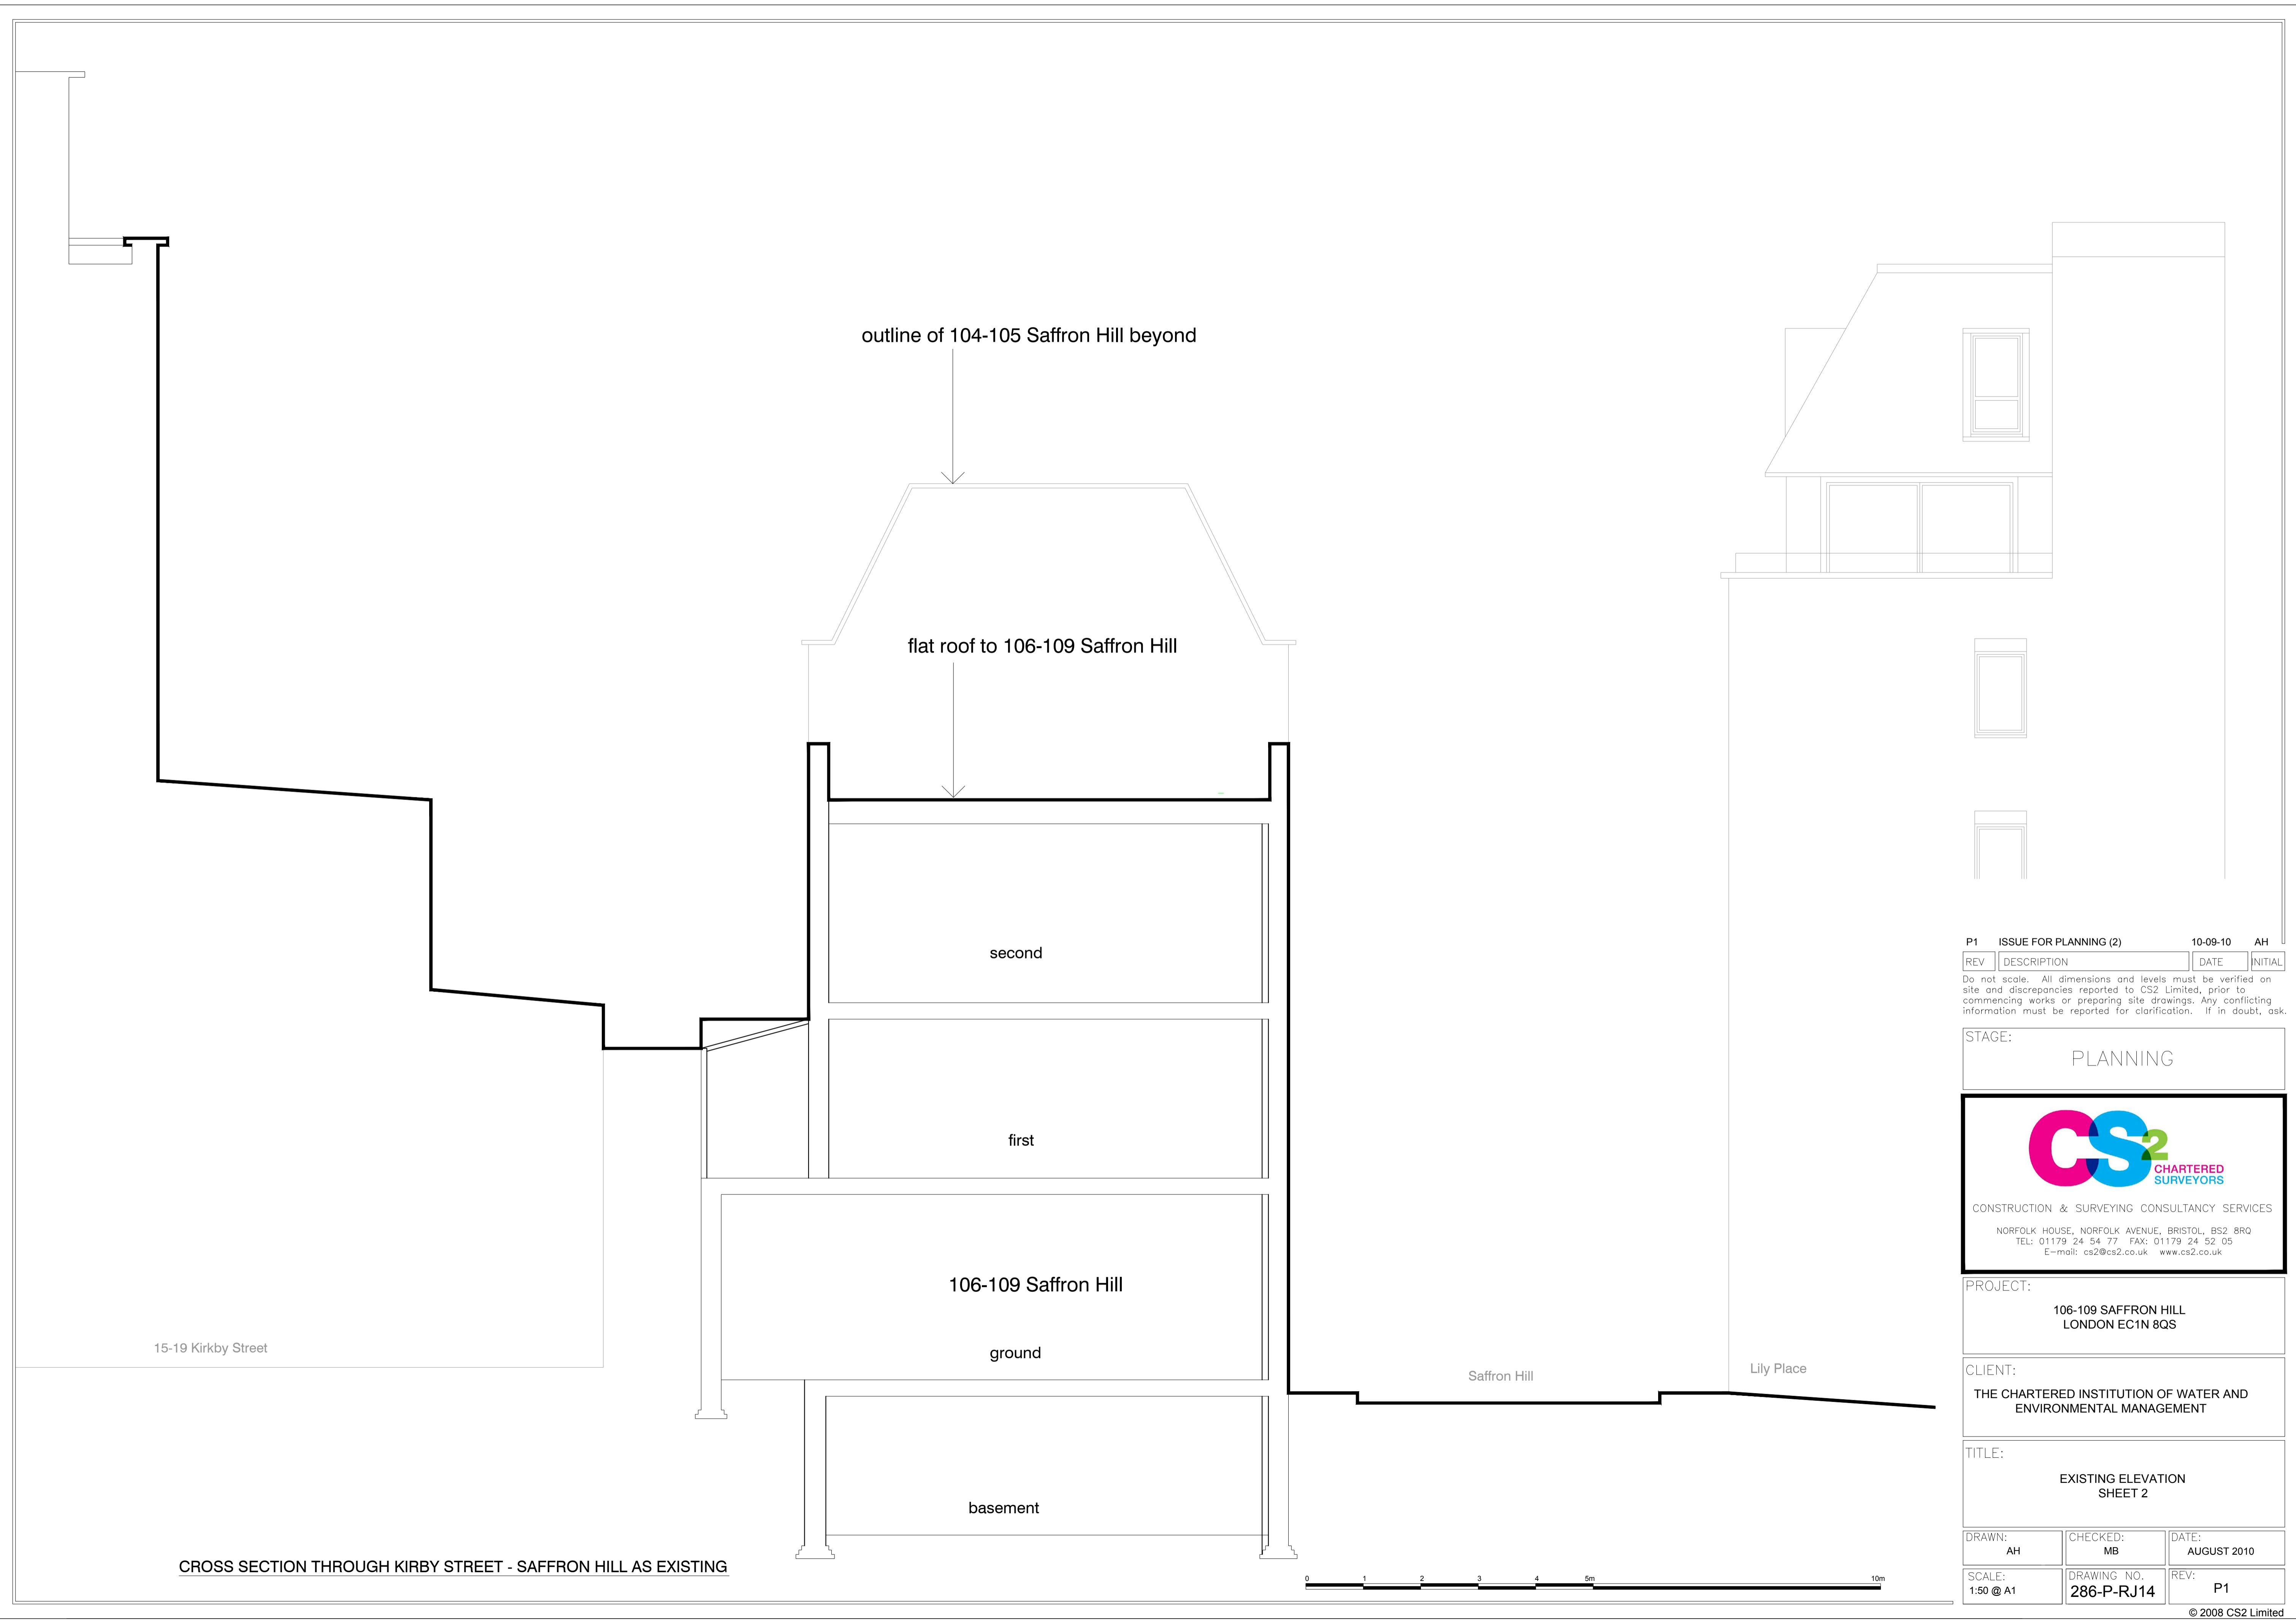 outline of 104-105 Saffron Hill beyond
flat roof to 106-109 Saffron Hill
second
first
106-109 Saffron Hill
ground
basement
15-19 Kirkby Street
Saffron Hill
Lily Place
CROSS SECTION THROUGH KIRBY STREET - SAFFRON HILL AS EXISTING
0 1 2 3 4 5m 10m
P1 ISSUE FOR PLANNING (2) 10-09-10 AH
REV DESCRIPTION DATE INITIAL
Do not scale. All dimensions and levels must be verified on
site and discrepancies reported to CS2 Limited, prior to
commencing works or preparing site drawings. Any conflicting
information must be reported for clarification. If in doubt, ask.
STAGE:
PLANNING
CS2
CHARTERED
SURVEYORS
CONSTRUCTION & SURVEYING CONSULTANCY SERVICES
NORFOLK HOUSE, NORFOLK AVENUE, BRISTOL, BS2 8RQ
TEL: 01179 24 54 77 FAX: 01179 24 52 05
E-mail: cs2@cs2.co.uk www.cs2.co.uk
PROJECT:
106-109 SAFFRON HILL
LONDON EC1N 8QS
CLIENT:
THE CHARTERED INSTITUTION OF WATER AND
ENVIRONMENTAL MANAGEMENT
TITLE:
EXISTING ELEVATION
SHEET 2
DRAWN: CHECKED: DATE:
AH MB AUGUST 2010
SCALE: DRAWING NO. REV:
1:50 @ A1 286-P-RJ14 P1
© 2008 CS2 Limited